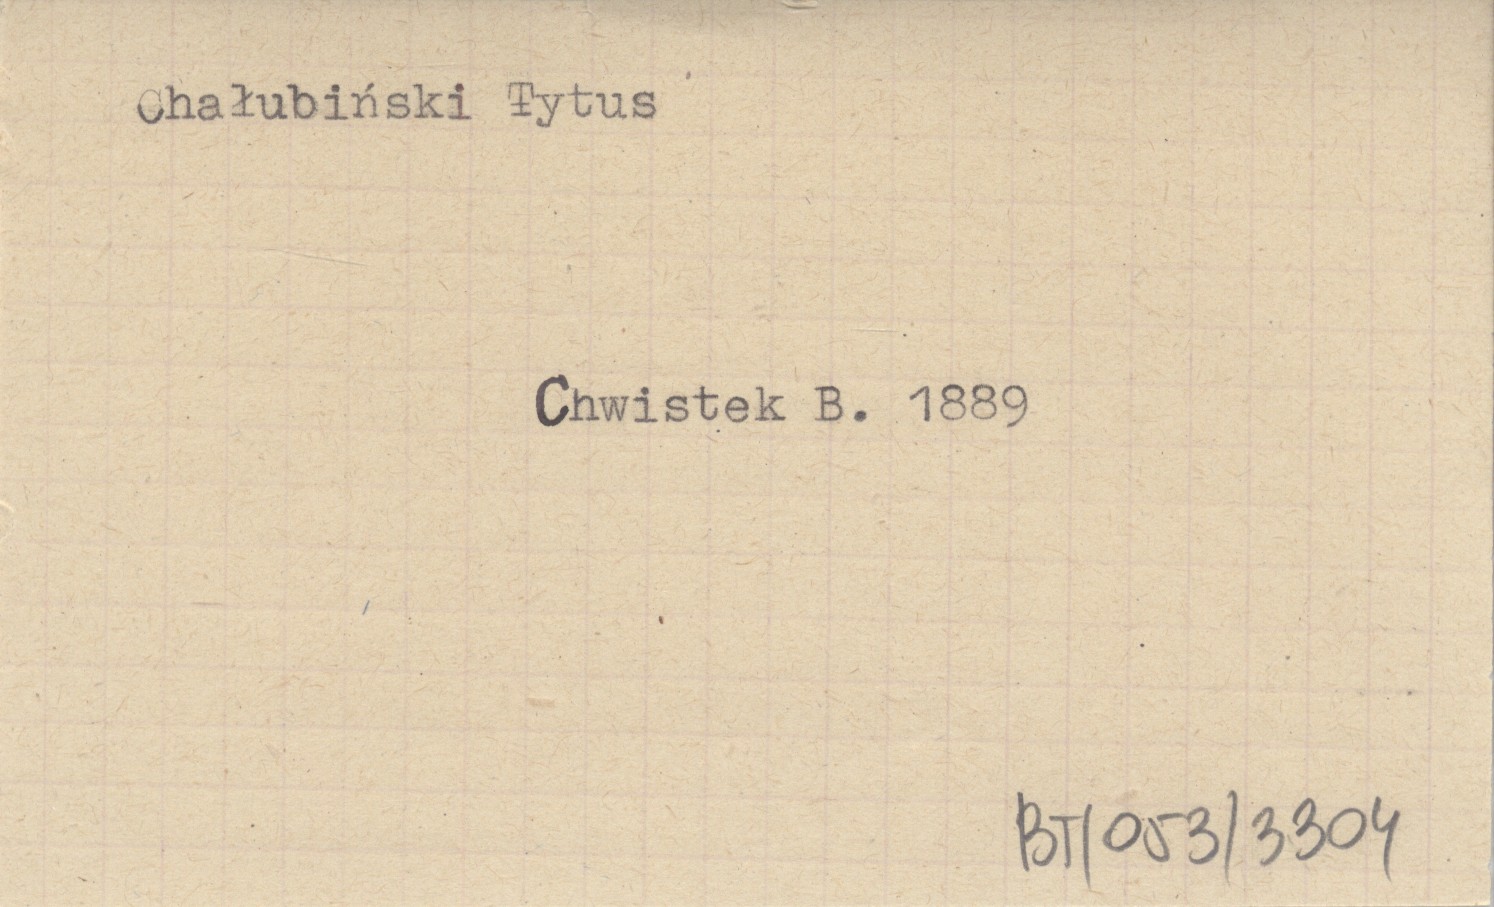 Chałubiński Tytus
Chwistek B. 1889
BT/053/3304